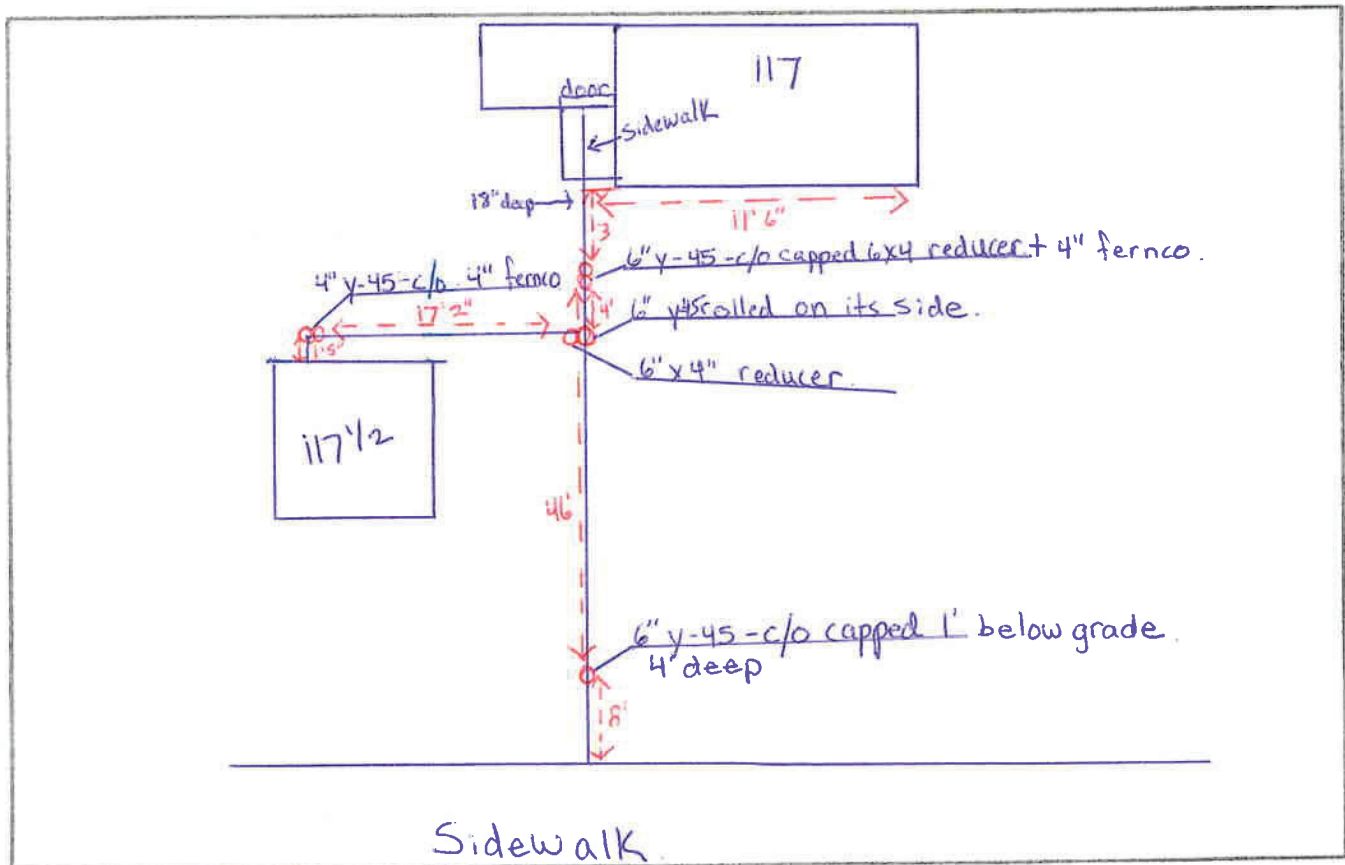 117
door
Sidewalk
18" deep
11' 6"
3
6" y-45-c/o capped 6x4 reducer + 4" fernco.
4" y-45-c/o 4" fernco
4'
17' 2"
6" y45 rolled on its side.
1'5"
6" x 4" reducer.
117 1/2
46'
6" y-45-c/o capped 1' below grade.
4' deep
8'
Sidewalk